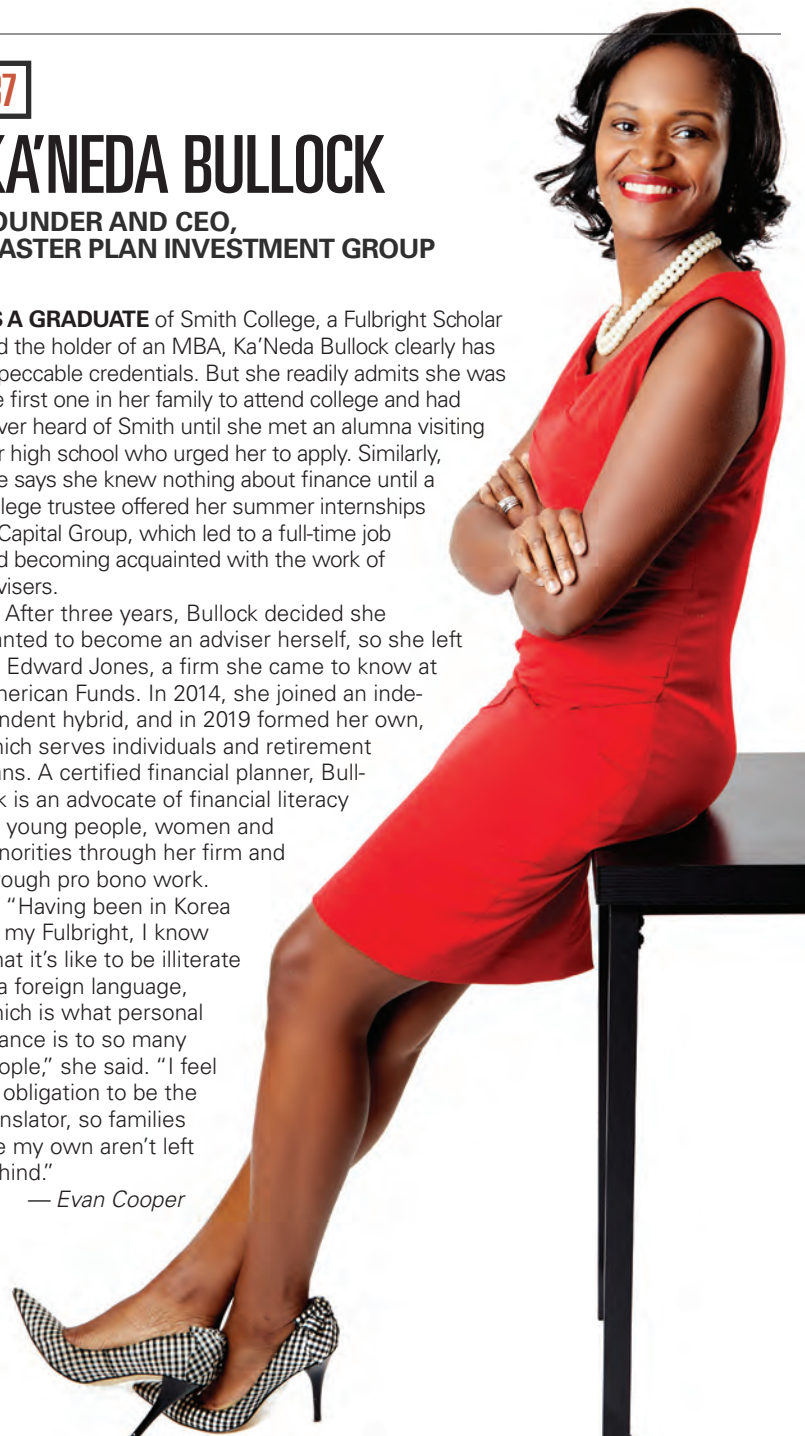 37
KA’NEDA BULLOCK
OUNDER AND CEO,
ASTER PLAN INVESTMENT GROUP
S A GRADUATE of Smith College, a Fulbright Scholar
d the holder of an MBA, Ka’Neda Bullock clearly has
peccable credentials. But she readily admits she was
e first one in her family to attend college and had
ver heard of Smith until she met an alumna visiting
r high school who urged her to apply. Similarly,
e says she knew nothing about finance until a
llege trustee offered her summer internships
Capital Group, which led to a full-time job
d becoming acquainted with the work of
visers.
After three years, Bullock decided she
anted to become an adviser herself, so she left
Edward Jones, a firm she came to know at
merican Funds. In 2014, she joined an inde-
ndent hybrid, and in 2019 formed her own,
hich serves individuals and retirement
ans. A certified financial planner, Bull-
k is an advocate of financial literacy
young people, women and
norities through her firm and
rough pro bono work.
“Having been in Korea
my Fulbright, I know
hat it’s like to be illiterate
a foreign language,
hich is what personal
ance is to so many
ople,” she said. “I feel
obligation to be the
nslator, so families
e my own aren’t left
hind.”
— Evan Cooper